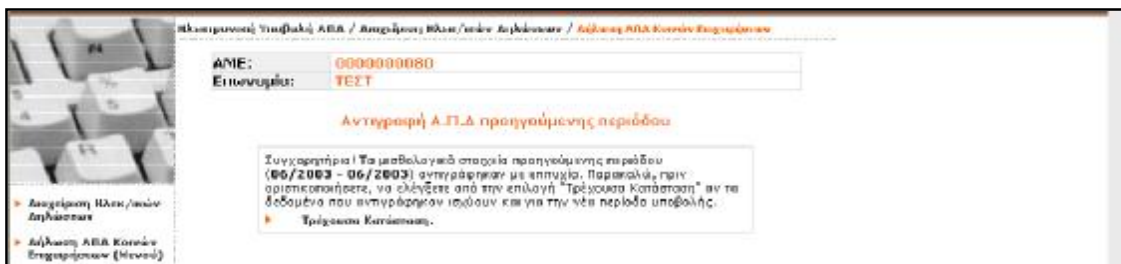 Ηλεκτρονική Υποβολή ΑΠΔ / Διαχείριση Ηλεκ/κών Δηλώσεων / Δήλωση ΑΠΔ Κοινών Επιχειρήσεων
ΑΜΕ: 0000000080
Επωνυμία: ΤΕΣΤ
Αντιγραφή Α.Π.Δ προηγούμενης περιόδου
Συγχαρητήρια! Τα μισθολογικά στοιχεία προηγούμενης περιόδου
(06/2003 - 06/2003) αντιγράφηκαν με επιτυχία. Παρακαλώ, πριν
οριστικοποιήσετε, να ελέγξετε από την επιλογή "Τρέχουσα Κατάσταση" αν τα
δεδομένα που αντιγράφηκαν ισχύουν και για την νέα περίοδο υποβολής.
Τρέχουσα Κατάσταση.
Διαχείριση Ηλεκ/κών
Δηλώσεων
Δήλωση ΑΠΔ Κοινών
Επιχειρήσεων (Μενού)